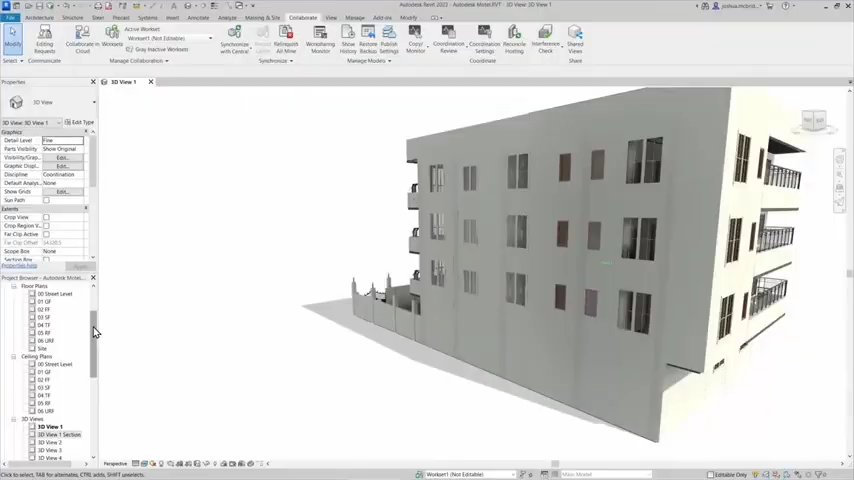 Autodesk Revit 2023 - Autodesk Motel.RVT - 3D View: 3D View 1
File
Architecture
Structure
Steel
Precast
Systems
Insert
Annotate
Analyze
Massing & Site
Collaborate
View
Manage
Add-Ins
Modify
Modify
Select
Editing
Requests
Communicate
Collaborate
in Cloud
Worksets
Active Workset
Workset1 (Not Editable)
Gray Inactive Worksets
Manage Collaboration
Synchronize
with Central
Relinquish
All Mine
Synchronize
Worksharing
Monitor
Show
History
Restore
Backup
Publish
Settings
Manage Models
Copy/
Monitor
Coordination
Review
Coordination
Settings
Reconcile
Hosting
Interference
Check
Coordinate
Shared
Views
Share
Properties
3D View 1
3D View
3D View: 3D View 1
Edit Type
Graphics
Detail Level Fine
Parts Visibility Show Original
Visibility/Grap... Edit...
Graphic Displ... Edit...
Discipline Coordination
Default Analys... None
Show Grids Edit...
Sun Path
Extents
Crop View
Crop Region V...
Far Clip Active
Far Clip Offset
Scope Box None
Section Box
Properties help
Apply
Floor Plans
00 Street Level
01 GF
02 FF
03 SF
04 TF
05 RF
06 URF
Site
Ceiling Plans
00 Street Level
01 GF
02 FF
03 SF
04 TF
05 RF
06 URF
3D Views
3D View 1
3D View 1 Section
3D View 2
3D View 3
3D View 4
Perspective
Click to select, TAB for alternates, CTRL adds, SHIFT unselects.
Workset1 (Not Editable)
Main Model
Editable Only